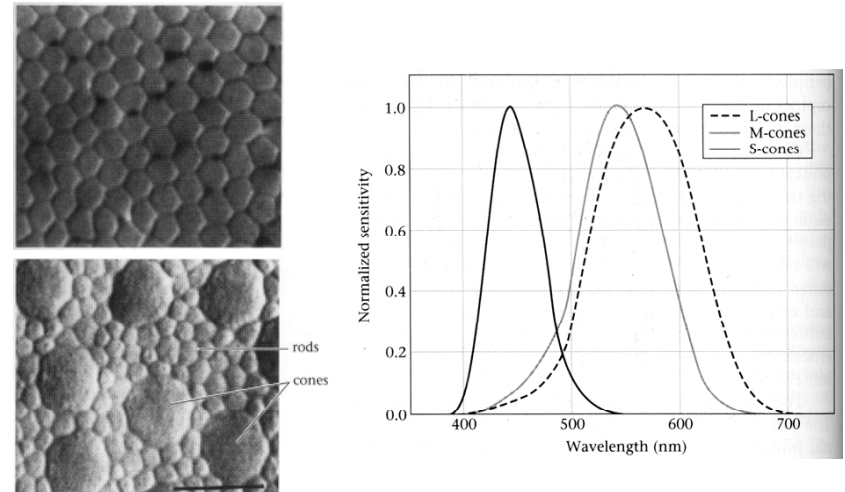 rods
cones
Normalized sensitivity
1.0
0.8
0.6
0.4
0.2
0.0
400
500
600
700
Wavelength (nm)
L-cones
M-cones
S-cones